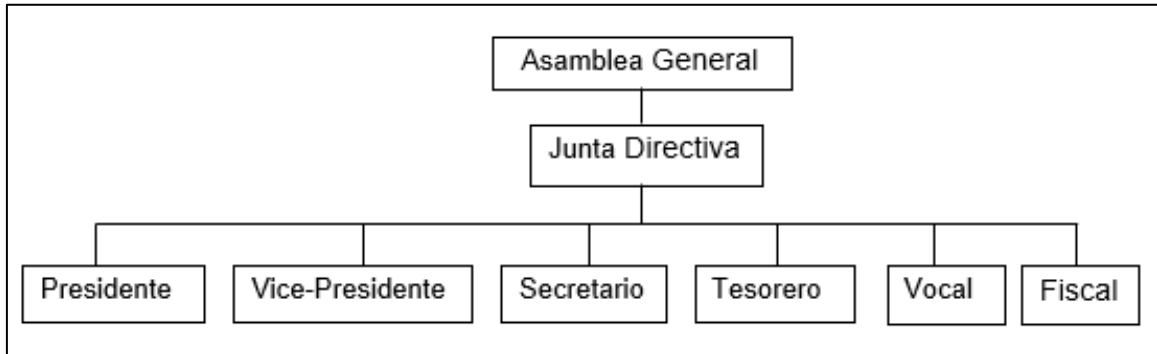 Asamblea General
Junta Directiva
Presidente
Vice-Presidente
Secretario
Tesorero
Vocal
Fiscal